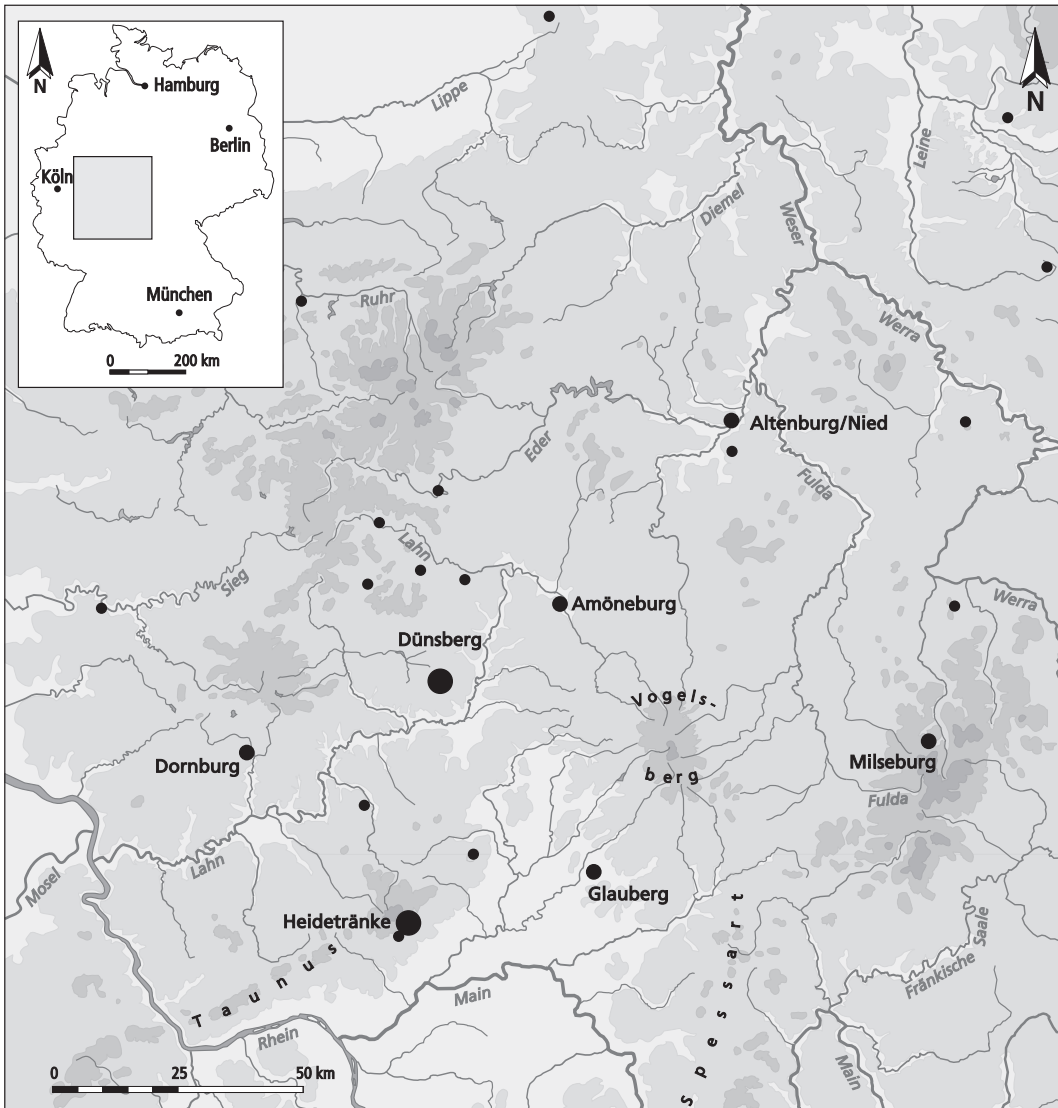 N
Hamburg
Berlin
Köln
München
0 200 km
N
Lippe
Leine
Diemel
Weser
Ruhr
Werra
Altenburg/Nied
Eder
Fulda
Lahn
Sieg
Amöneburg
Werra
Dünsberg
Vogels-
berg
Dornburg
Milseburg
Fulda
Mosel
Lahn
Glauberg
Heidetränke
Taunus
Spessart
Fränkische Saale
Main
Rhein
Main
0 25 50 km